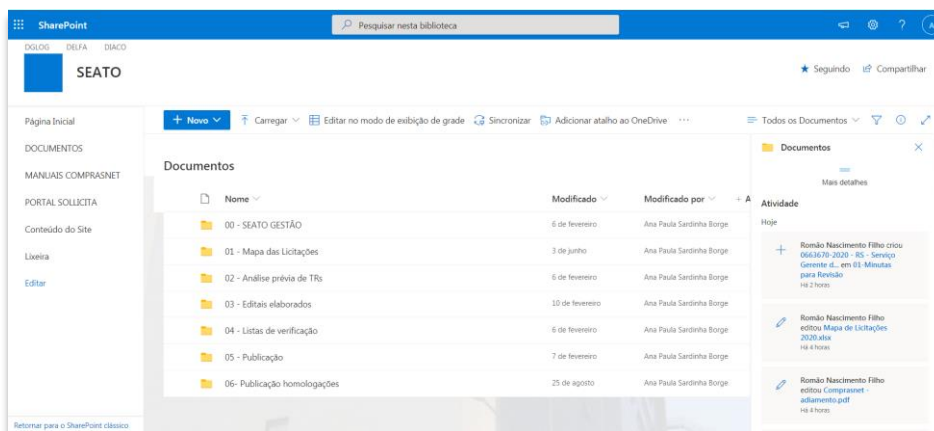 SharePoint
Pesquisar nesta biblioteca
?
A
DGLOG DELFA DIACO
SEATO
Seguindo Compartilhar
+ Novo Carregar Editar no modo de exibição de grade Sincronizar Adicionar atalho ao OneDrive ··· Todos os Documentos
Página Inicial
DOCUMENTOS
MANUAIS COMPRASNET
PORTAL SOLLICITA
Conteúdo do Site
Lixeira
Editar
Retornar para o SharePoint clássico
Documentos
Nome Modificado Modificado por + A
00 - SEATO GESTÃO 6 de fevereiro Ana Paula Sardinha Borge
01 - Mapa das Licitações 3 de junho Ana Paula Sardinha Borge
02 - Análise prévia de TRs 6 de fevereiro Ana Paula Sardinha Borge
03 - Editais elaborados 10 de fevereiro Ana Paula Sardinha Borge
04 - Listas de verificação 6 de fevereiro Ana Paula Sardinha Borge
05 - Publicação 7 de fevereiro Ana Paula Sardinha Borge
06- Publicação homologações 25 de agosto Ana Paula Sardinha Borge
Documentos
Mais detalhes
Atividade
Hoje
Romão Nascimento Filho criou
0663670-2020 - RS - Serviço
Gerente d... em 01-Minutas
para Revisão
Há 2 horas
Romão Nascimento Filho
editou Mapa de Licitações
2020.xlsx
Há 4 horas
Romão Nascimento Filho
editou Comprasnet -
adiamento.pdf
Há 4 horas